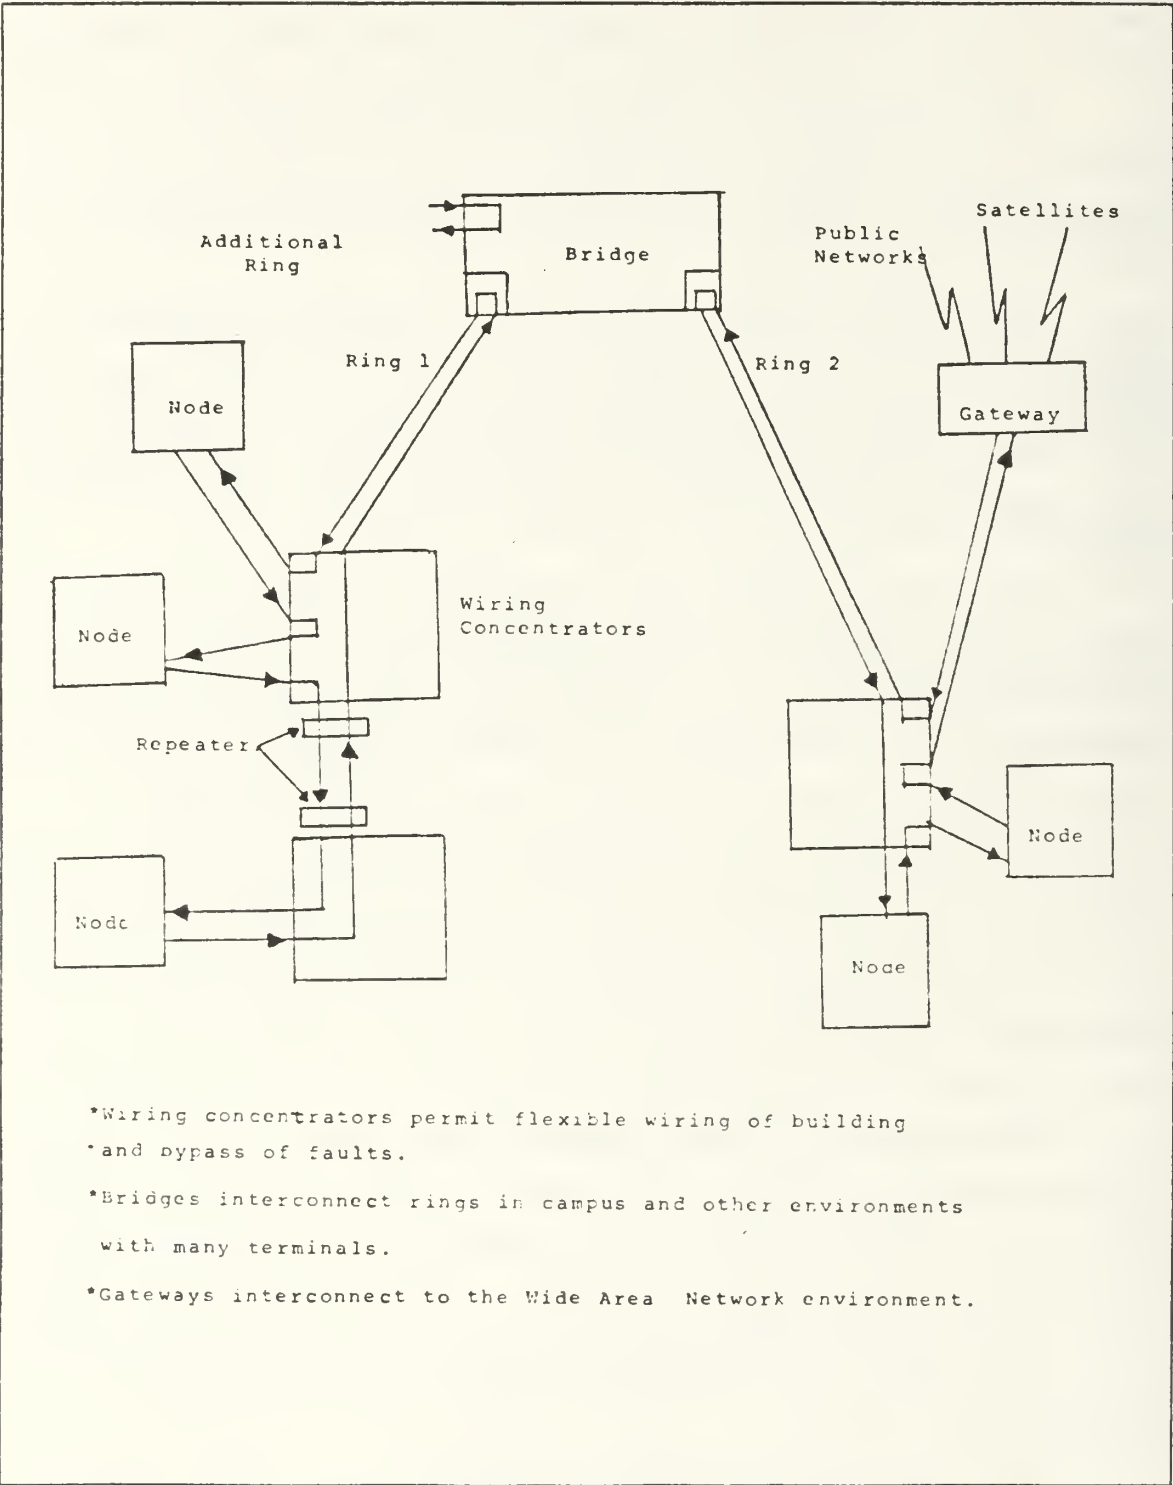 Satellites
Public
Networks
Additional
Ring
Bridge
Ring 1
Ring 2
Node
Gateway
Wiring
Concentrators
Node
Repeater
Node
Node
Node
*Wiring concentrators permit flexible wiring of building
and bypass of faults.
*Bridges interconnect rings in campus and other environments
with many terminals.
*Gateways interconnect to the Wide Area Network environment.